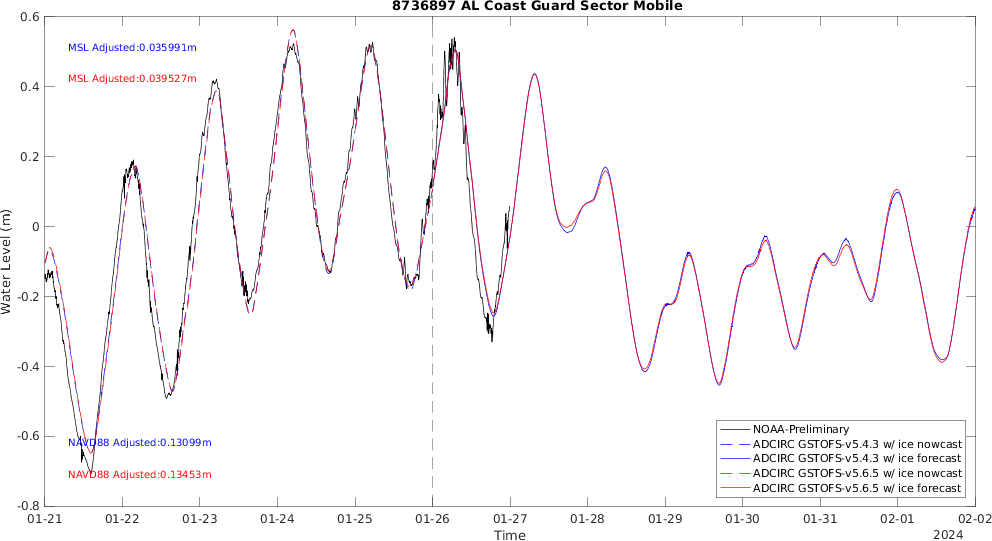 8736897 AL Coast Guard Sector Mobile
0.6
MSL Adjusted:0.035991m
0.4
MSL Adjusted:0.039527m
0.2
0
-0.2
-0.4
-0.6
NAVD88 Adjusted:0.13099m
NAVD88 Adjusted:0.13453m
-0.8
Water Level (m)
NOAA-Preliminary
ADCIRC GSTOFS-v5.4.3 w/ ice nowcast
ADCIRC GSTOFS-v5.4.3 w/ ice forecast
ADCIRC GSTOFS-v5.6.5 w/ ice nowcast
ADCIRC GSTOFS-v5.6.5 w/ ice forecast
01-21 01-22 01-23 01-24 01-25 01-26 01-27 01-28 01-29 01-30 01-31 02-01 02-02
Time
2024